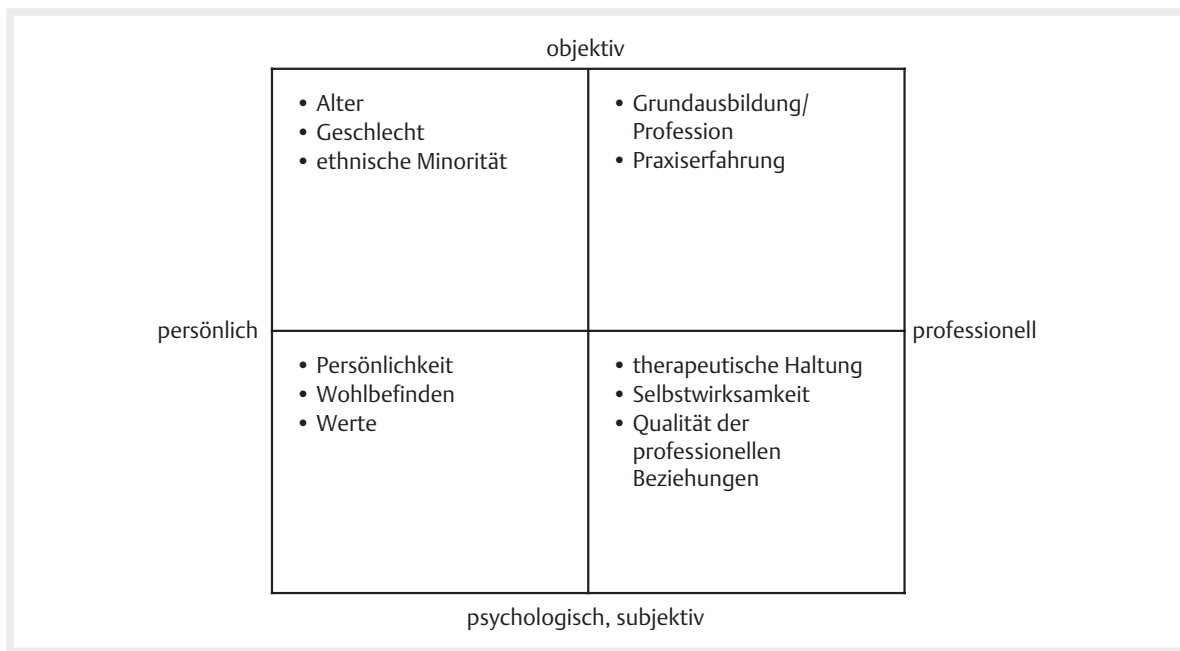 objektiv
• Alter
• Geschlecht
• ethnische Minorität
• Grundausbildung/
Profession
• Praxiserfahrung
persönlich
professionell
• Persönlichkeit
• Wohlbefinden
• Werte
• therapeutische Haltung
• Selbstwirksamkeit
• Qualität der
professionellen
Beziehungen
psychologisch, subjektiv